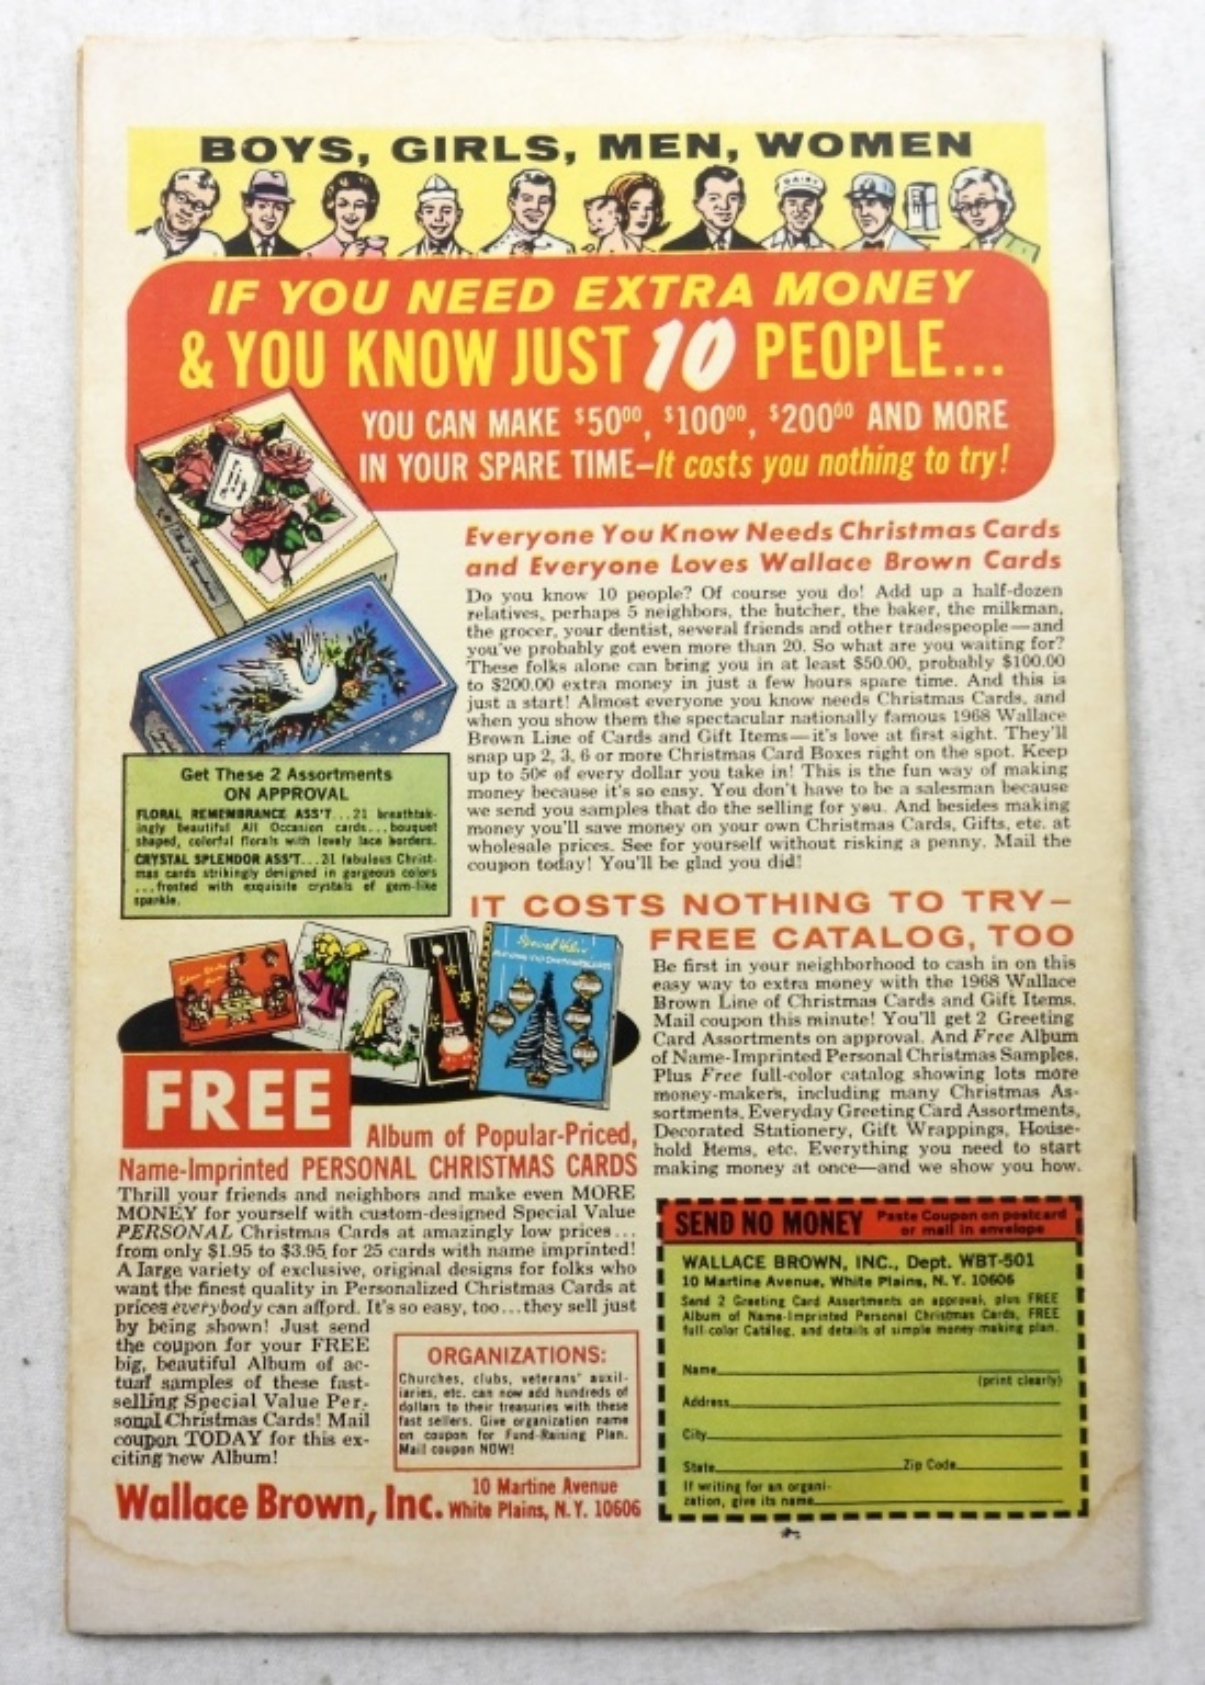 BOYS, GIRLS, MEN, WOMEN
DAIRY
IF YOU NEED EXTRA MONEY
& YOU KNOW JUST 10 PEOPLE...
YOU CAN MAKE $50⁰⁰, $100⁰⁰, $200⁰⁰ AND MORE
IN YOUR SPARE TIME—It costs you nothing to try!
Everyone You Know Needs Christmas Cards
and Everyone Loves Wallace Brown Cards
Do you know 10 people? Of course you do! Add up a half-dozen
relatives, perhaps 5 neighbors, the butcher, the baker, the milkman,
the grocer, your dentist, several friends and other tradespeople—and
you've probably got even more than 20. So what are you waiting for?
These folks alone can bring you in at least $50.00, probably $100.00
to $200.00 extra money in just a few hours spare time. And this is
just a start! Almost everyone you know needs Christmas Cards, and
when you show them the spectacular nationally famous 1968 Wallace
Brown Line of Cards and Gift Items—it's love at first sight. They'll
snap up 2, 3, 6 or more Christmas Card Boxes right on the spot. Keep
up to 50¢ of every dollar you take in! This is the fun way of making
money because it's so easy. You don't have to be a salesman because
we send you samples that do the selling for you. And besides making
money you'll save money on your own Christmas Cards, Gifts, etc. at
wholesale prices. See for yourself without risking a penny. Mail the
coupon today! You'll be glad you did!
Get These 2 Assortments
ON APPROVAL
FLORAL REMEMBRANCE ASS'T...21 breathtak-
ingly beautiful All Occasion cards...bouquet
shaped, colorful florals with lovely lace borders.
CRYSTAL SPLENDOR ASS'T...21 fabulous Christ-
mas cards strikingly designed in gorgeous colors
...frosted with exquisite crystals of gem-like
sparkle.
IT COSTS NOTHING TO TRY—
FREE CATALOG, TOO
Be first in your neighborhood to cash in on this
easy way to extra money with the 1968 Wallace
Brown Line of Christmas Cards and Gift Items.
Mail coupon this minute! You'll get 2 Greeting
Card Assortments on approval. And Free Album
of Name-Imprinted Personal Christmas Samples.
Plus Free full-color catalog showing lots more
money-makers, including many Christmas As-
sortments, Everyday Greeting Card Assortments,
Decorated Stationery, Gift Wrappings, House-
hold Items, etc. Everything you need to start
making money at once—and we show you how.
Special Value
FREE
Album of Popular-Priced,
Name-Imprinted PERSONAL CHRISTMAS CARDS
Thrill your friends and neighbors and make even MORE
MONEY for yourself with custom-designed Special Value
PERSONAL Christmas Cards at amazingly low prices...
from only $1.95 to $3.95 for 25 cards with name imprinted!
A large variety of exclusive, original designs for folks who
want the finest quality in Personalized Christmas Cards at
prices everybody can afford. It's so easy, too...they sell just
by being shown! Just send
the coupon for your FREE
big, beautiful Album of ac-
tual samples of these fast-
selling Special Value Per-
sonal Christmas Cards! Mail
coupon TODAY for this ex-
citing new Album!
ORGANIZATIONS:
Churches, clubs, veterans' auxil-
iaries, etc. can now add hundreds of
dollars to their treasuries with these
fast sellers. Give organization name
on coupon for Fund-Raising Plan.
Mail coupon NOW!
Wallace Brown, Inc. 10 Martine Avenue
White Plains, N.Y. 10606
SEND NO MONEY Paste Coupon on postcard
or mail in envelope
WALLACE BROWN, INC., Dept. WBT-501
10 Martine Avenue, White Plains, N. Y. 10606
Send 2 Greeting Card Assortments on approval, plus FREE
Album of Name-Imprinted Personal Christmas Cards, FREE
full-color Catalog, and details of simple money-making plan.
Name
(print clearly)
Address
City
State Zip Code
If writing for an organi-
zation, give its name